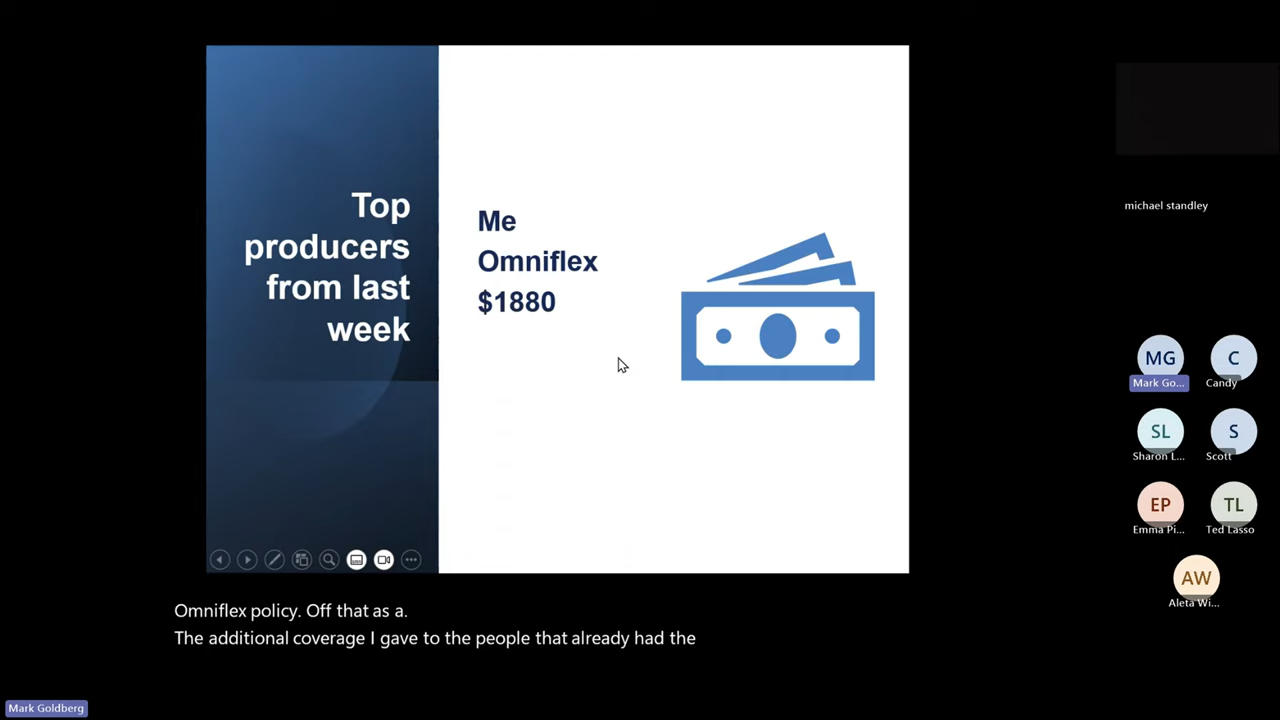 Top
producers
from last
week
Me
Omniflex
$1880
michael standley
MG
Mark Go...
C
Candy
SL
Sharon L...
S
Scott
EP
Emma Pi...
TL
Ted Lasso
AW
Aleta Wi...
Omniflex policy. Off that as a.
The additional coverage I gave to the people that already had the
Mark Goldberg